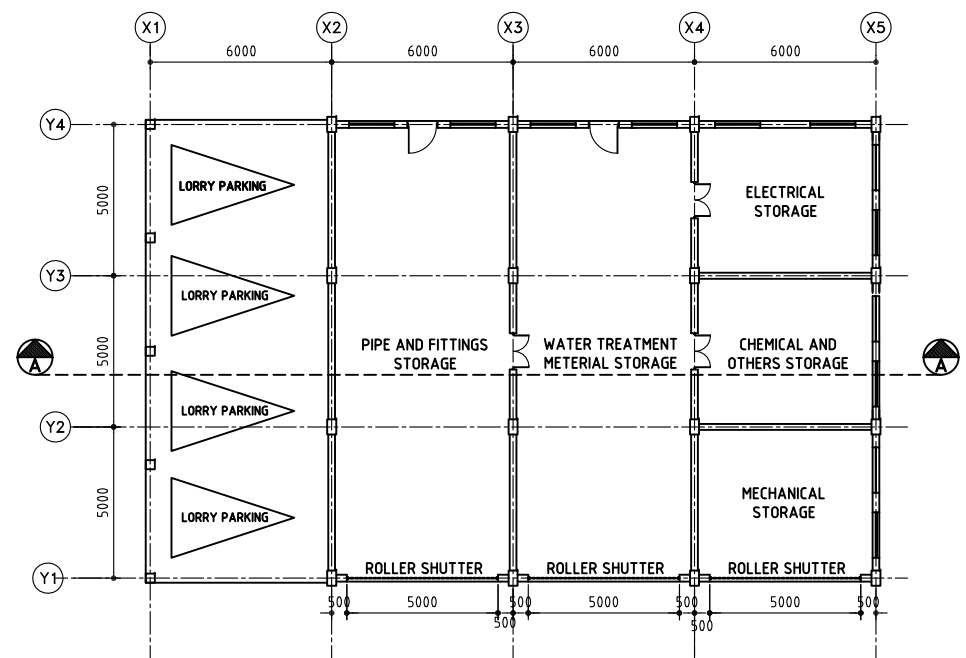 X1 X2 X3 X4 X5
6000 6000 6000 6000
Y4
LORRY PARKING
5000
ELECTRICAL
STORAGE
Y3
LORRY PARKING
PIPE AND FITTINGS
STORAGE
WATER TREATMENT
METERIAL STORAGE
CHEMICAL AND
OTHERS STORAGE
5000
A A
LORRY PARKING
Y2
MECHANICAL
STORAGE
5000
LORRY PARKING
ROLLER SHUTTER ROLLER SHUTTER ROLLER SHUTTER
Y1
500 5000 500 5000 500 5000 500
500 500